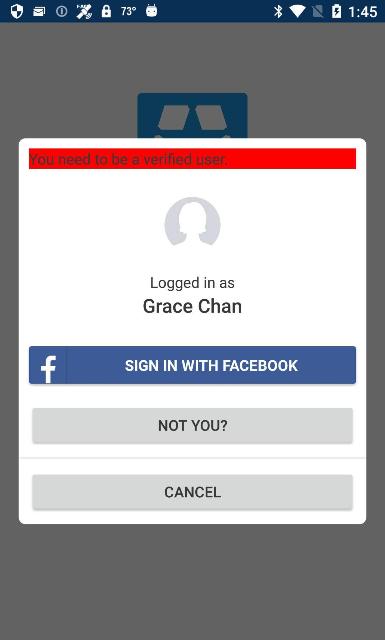 73° 1:45
You need to be a verified user.
Logged in as
Grace Chan
SIGN IN WITH FACEBOOK
NOT YOU?
CANCEL